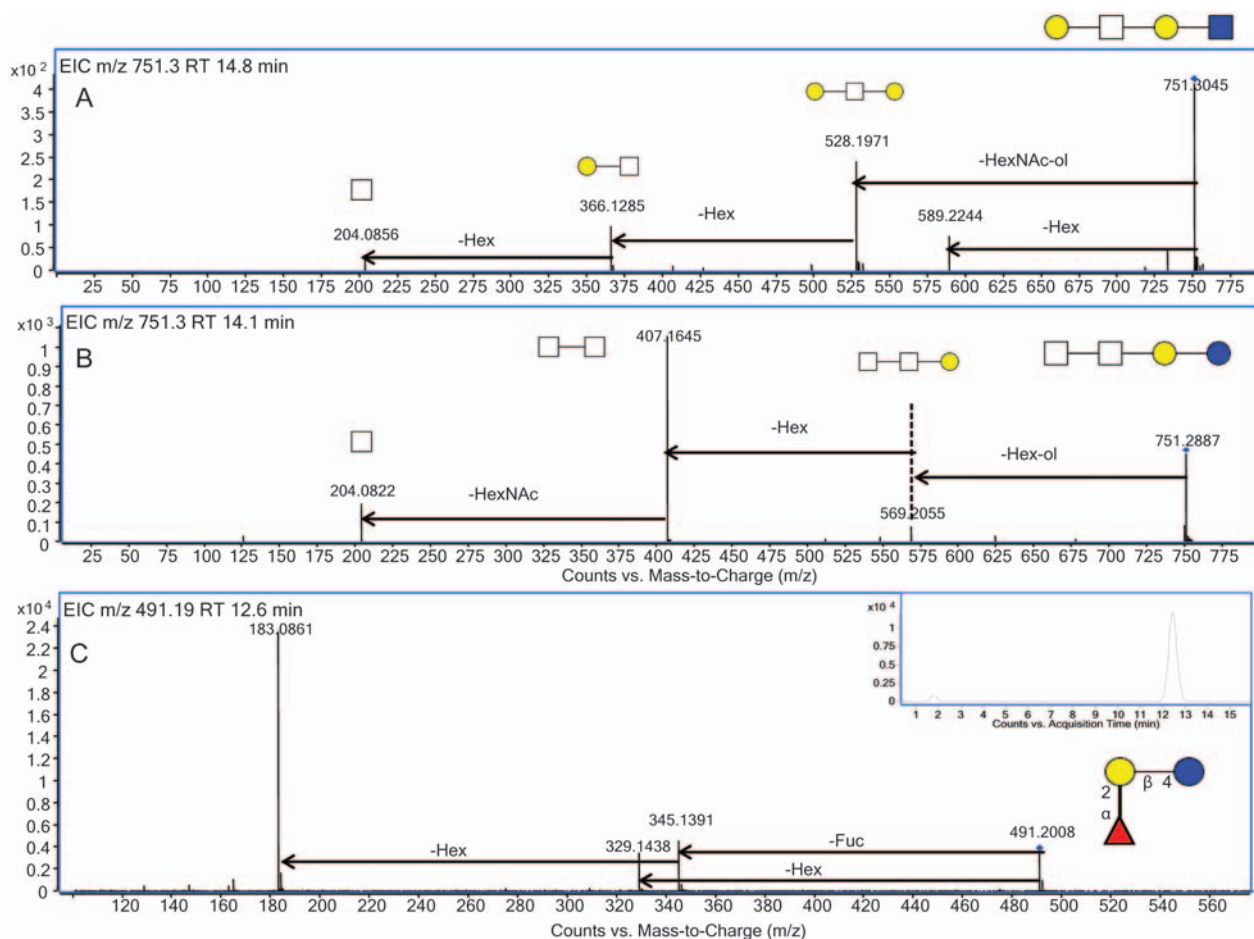 EIC m/z 751.3 RT 14.8 min
x10 2
A
4
3.5
3
2.5
2
1.5
1
0.5
0
751.3045
528.1971
-HexNAc-ol
366.1285
-Hex
589.2244
-Hex
204.0856
-Hex
25 50 75 100 125 150 175 200 225 250 275 300 325 350 375 400 425 450 475 500 525 550 575 600 625 650 675 700 725 750 775
EIC m/z 751.3 RT 14.1 min
x10 3
B
1
0.9
0.8
0.7
0.6
0.5
0.4
0.3
0.2
0.1
0
407.1645
-Hex
751.2887
-Hex-ol
204.0822
-HexNAc
569.2055
25 50 75 100 125 150 175 200 225 250 275 300 325 350 375 400 425 450 475 500 525 550 575 600 625 650 675 700 725 750 775
Counts vs. Mass-to-Charge (m/z)
EIC m/z 491.19 RT 12.6 min
x10 4
C
2.4
2.2
2
1.8
1.6
1.4
1.2
1
0.8
0.6
0.4
0.2
0
183.0861
x10 4
1
0.75
0.5
0.25
0
1 2 3 4 5 6 7 8 9 10 11 12 13 14 15
Counts vs. Acquisition Time (min)
2 β 4
α
345.1391
-Fuc
491.2008
-Hex
329.1438
-Hex
120 140 160 180 200 220 240 260 280 300 320 340 360 380 400 420 440 460 480 500 520 540 560
Counts vs. Mass-to-Charge (m/z)